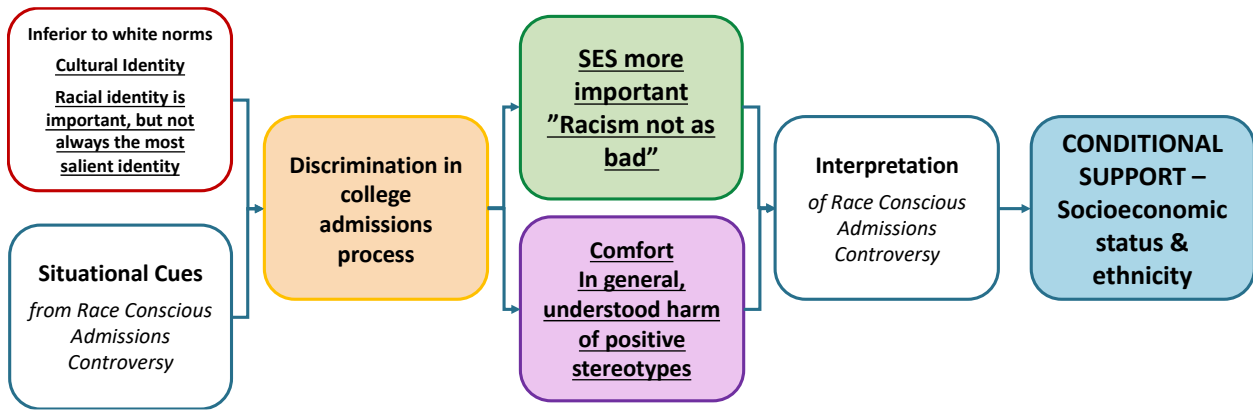 Inferior to white norms
Cultural Identity
Racial identity is
important, but not
always the most
salient identity
Situational Cues
from Race Conscious
Admissions
Controversy
Discrimination in
college
admissions
process
SES more
important
”Racism not as
bad”
Comfort
In general,
understood harm
of positive
stereotypes
Interpretation
of Race Conscious
Admissions
Controversy
CONDITIONAL
SUPPORT –
Socioeconomic
status &
ethnicity